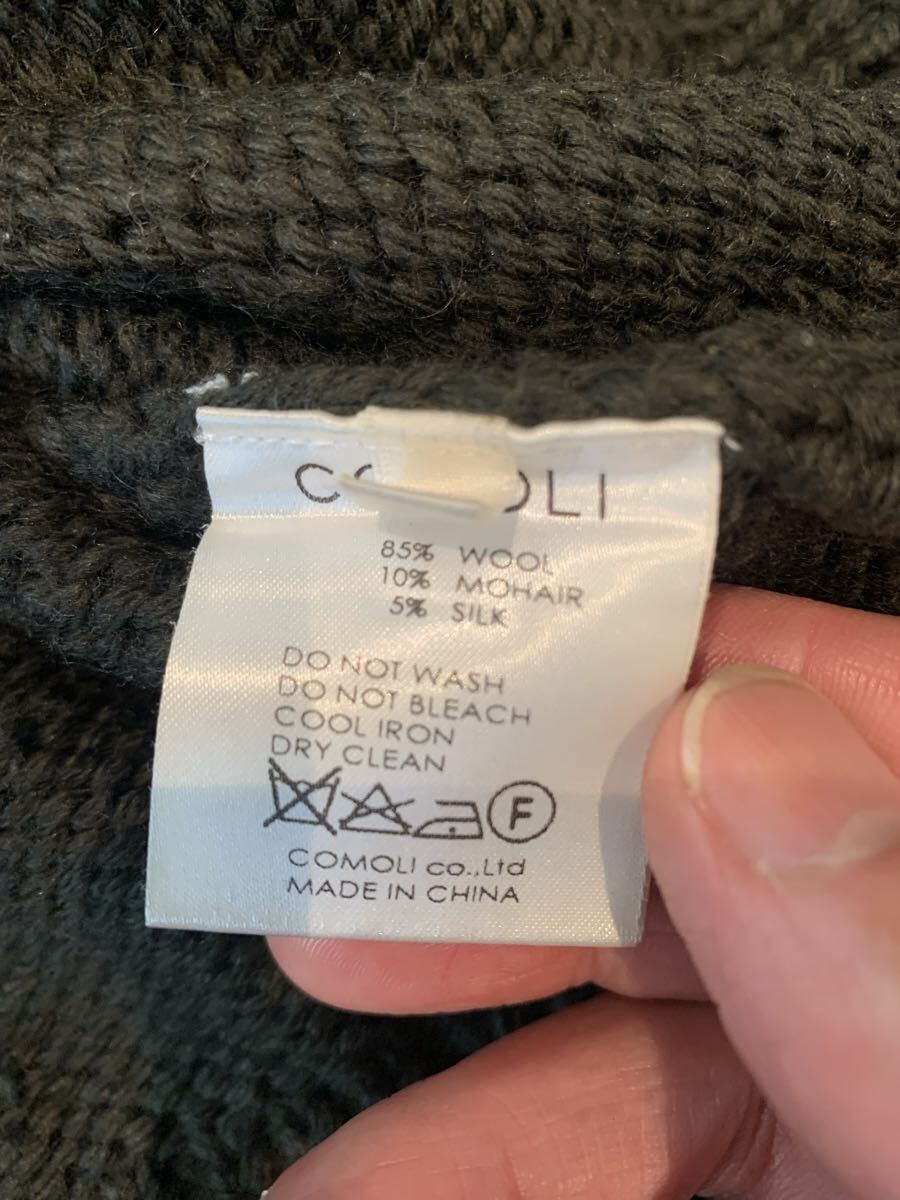 COMOLI
85% WOOL
10% MOHAIR
5% SILK
DO NOT WASH
DO NOT BLEACH
COOL IRON
DRY CLEAN
F
COMOLI co.,Ltd
MADE IN CHINA